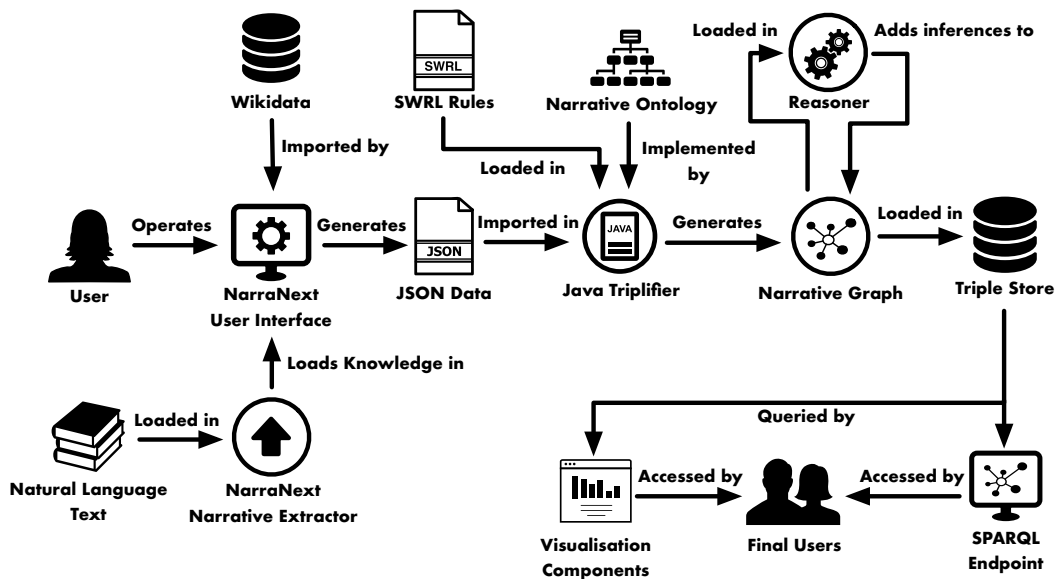 Loaded in
Adds inferences to
SWRL
Wikidata
SWRL Rules
Narrative Ontology
Reasoner
Imported by
Loaded in
Implemented
by
Operates
Generates
Imported in
Generates
Loaded in
JAVA
JSON
User
NarraNext
User Interface
JSON Data
Java Triplifier
Narrative Graph
Triple Store
Loads Knowledge in
Loaded in
Queried by
Natural Language
Text
NarraNext
Narrative Extractor
Accessed by
Accessed by
Visualisation
Components
Final Users
SPARQL
Endpoint